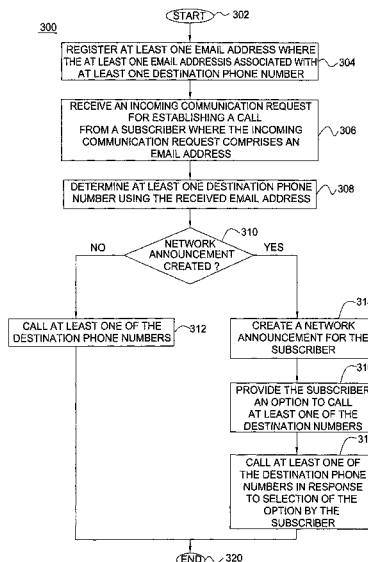 START
302
300
REGISTER AT LEAST ONE EMAIL ADDRESS WHERE
THE AT LEAST ONE EMAIL ADDRESSIS ASSOCIATED WITH
AT LEAST ONE DESTINATION PHONE NUMBER
304
RECEIVE AN INCOMING COMMUNICATION REQUEST
FOR ESTABLISHING A CALL
FROM A SUBSCRIBER WHERE THE INCOMING
COMMUNICATION REQUEST COMPRISES AN
EMAIL ADDRESS
306
DETERMINE AT LEAST ONE DESTINATION PHONE
NUMBER USING THE RECEIVED EMAIL ADDRESS
308
310
NO
NETWORK
ANNOUNCEMENT
CREATED ?
YES
CALL AT LEAST ONE OF THE
DESTINATION PHONE NUMBERS
312
CREATE A NETWORK
ANNOUNCEMENT FOR THE
SUBSCRIBER
PROVIDE THE SUBSCRIBER
AN OPTION TO CALL
AT LEAST ONE OF THE
DESTINATION NUMBERS
CALL AT LEAST ONE OF
THE DESTINATION PHONE
NUMBERS IN RESPONSE
TO SELECTION OF THE
OPTION BY THE
SUBSCRIBER
END
320